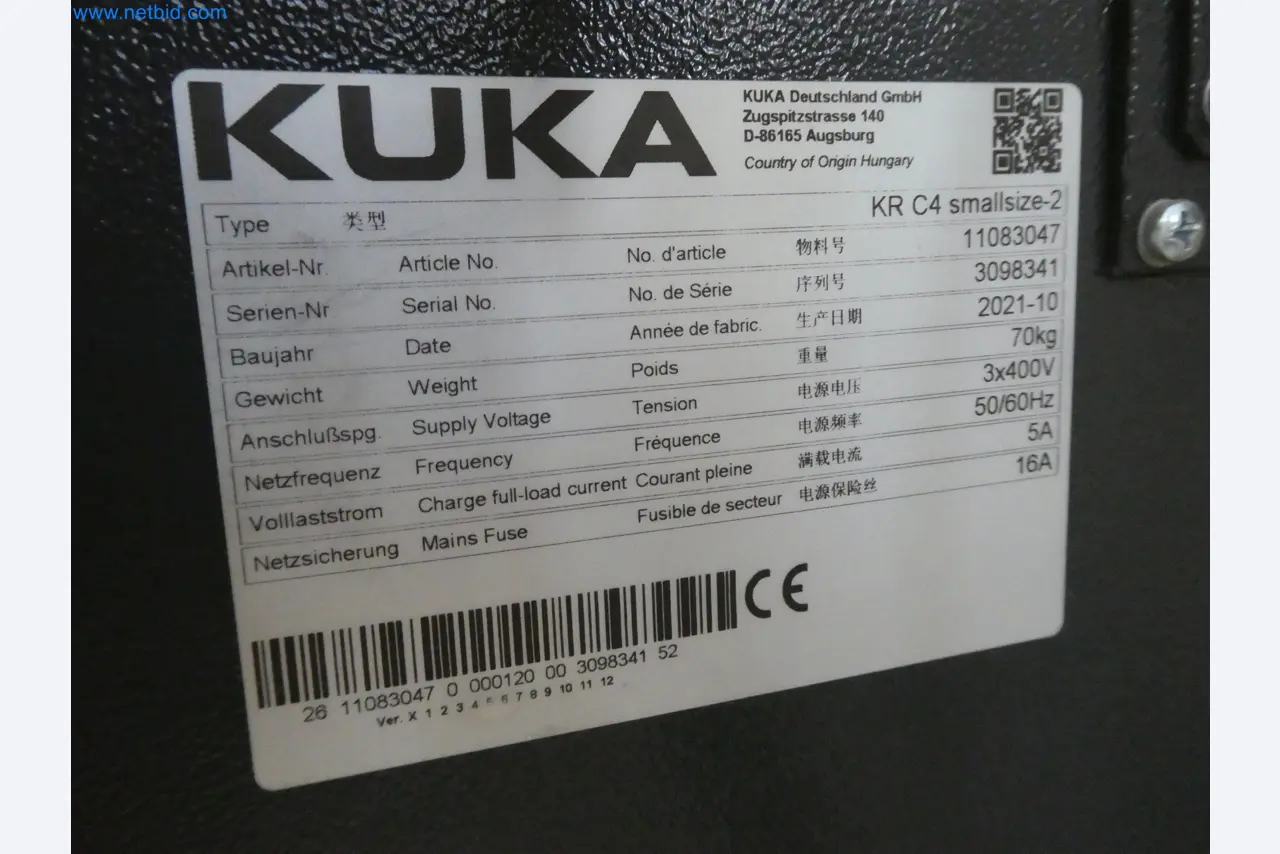 www.netbid.com
KUKA
KUKA Deutschland GmbH
Zugspitzstrasse 140
D-86165 Augsburg
Country of Origin Hungary
Type 类型 KR C4 smallsize-2
Artikel-Nr. Article No. No. d'article 物料号 11083047
Serien-Nr Serial No. No. de Série 序列号 3098341
Baujahr Date Année de fabric. 生产日期 2021-10
Gewicht Weight Poids 重量 70kg
Anschlußspg. Supply Voltage Tension 电源电压 3x400V
Netzfrequenz Frequency Fréquence 电源频率 50/60Hz
Volllaststrom Charge full-load current Courant pleine 满载电流 5A
Netzsicherung Mains Fuse Fusible de secteur 电源保险丝 16A
CE
26 11083047 0 000120 00 3098341 52
Ver. X 1 2 3 4 5 6 7 8 9 10 11 12